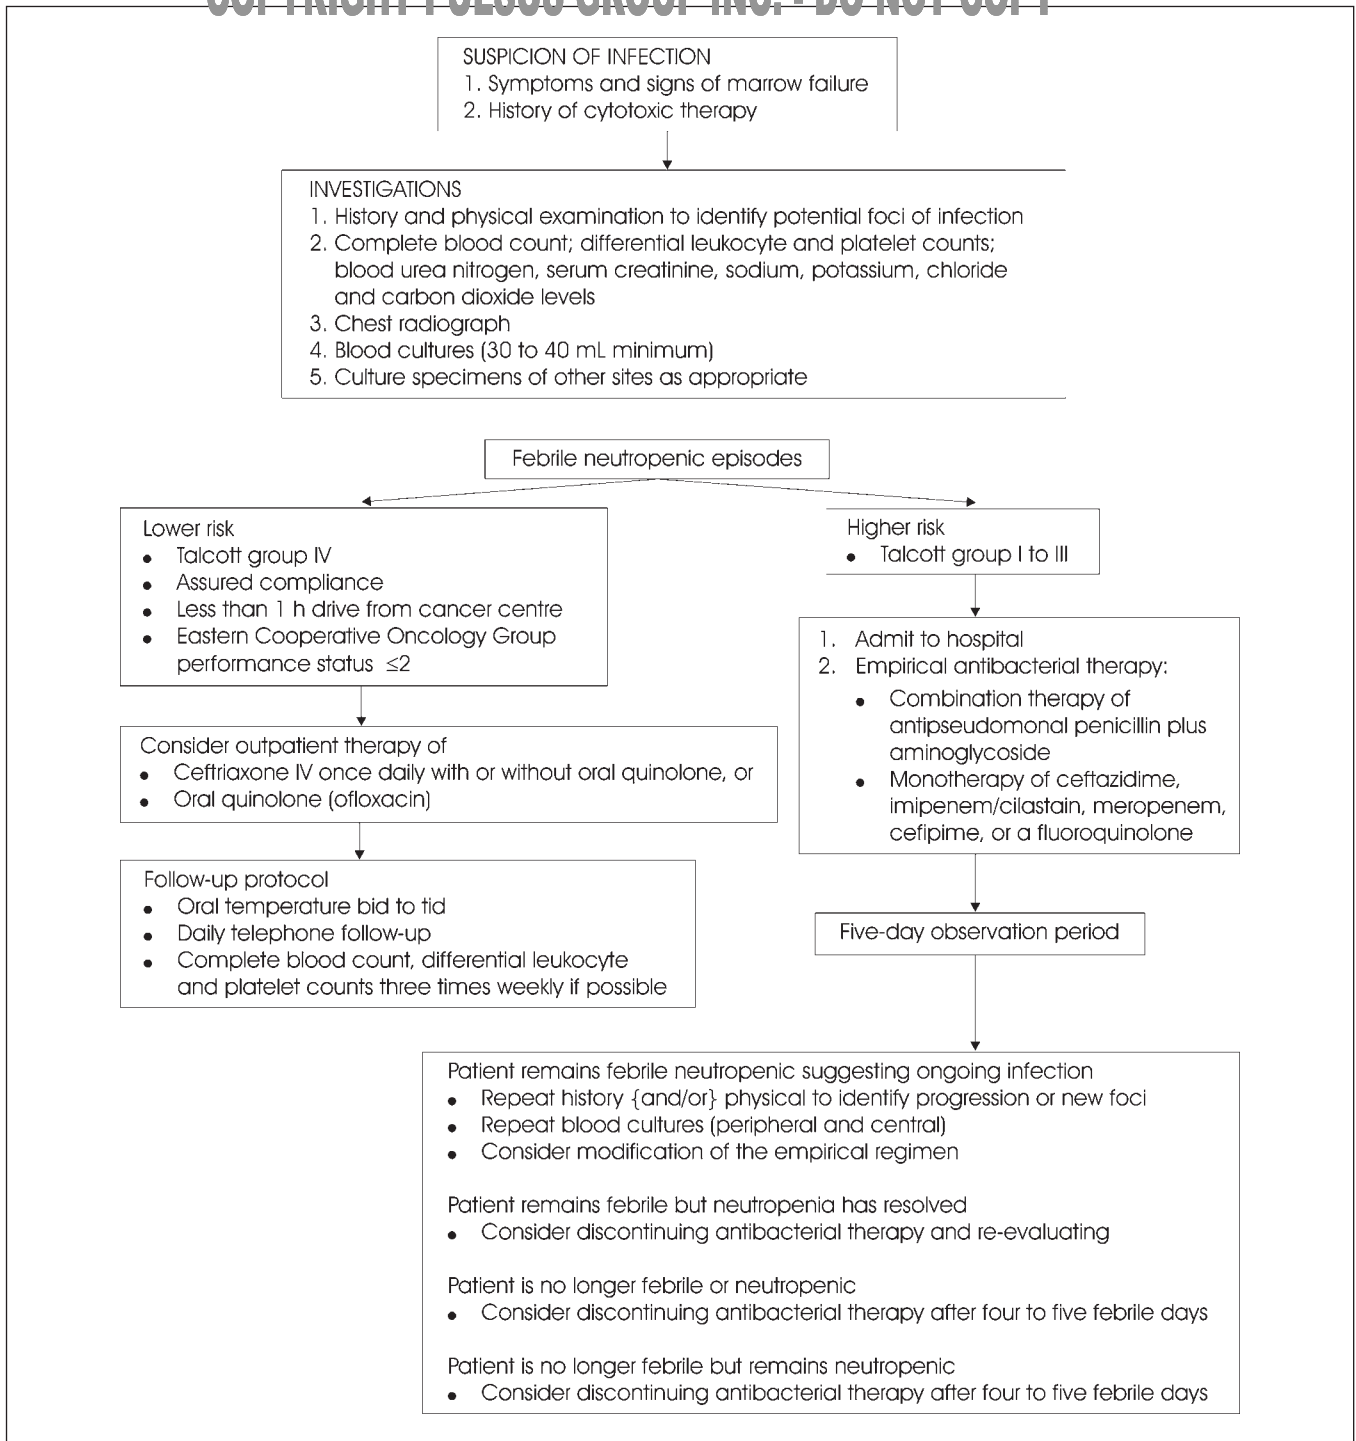 COPYRIGHT PULSUS GROUP INC. - DO NOT COPY
SUSPICION OF INFECTION
1. Symptoms and signs of marrow failure
2. History of cytotoxic therapy
INVESTIGATIONS
1. History and physical examination to identify potential foci of infection
2. Complete blood count; differential leukocyte and platelet counts;
blood urea nitrogen, serum creatinine, sodium, potassium, chloride
and carbon dioxide levels
3. Chest radiograph
4. Blood cultures (30 to 40 mL minimum)
5. Culture specimens of other sites as appropriate
Febrile neutropenic episodes
Lower risk
• Talcott group IV
• Assured compliance
• Less than 1 h drive from cancer centre
• Eastern Cooperative Oncology Group
performance status ≤2
Consider outpatient therapy of
• Ceftriaxone IV once daily with or without oral quinolone, or
• Oral quinolone (ofloxacin)
Follow-up protocol
• Oral temperature bid to tid
• Daily telephone follow-up
• Complete blood count, differential leukocyte
and platelet counts three times weekly if possible
Higher risk
• Talcott group I to III
1. Admit to hospital
2. Empirical antibacterial therapy:
• Combination therapy of
antipseudomonal penicillin plus
aminoglycoside
• Monotherapy of ceftazidime,
imipenem/cilastain, meropenem,
cefipime, or a fluoroquinolone
Five-day observation period
Patient remains febrile neutropenic suggesting ongoing infection
• Repeat history {and/or} physical to identify progression or new foci
• Repeat blood cultures (peripheral and central)
• Consider modification of the empirical regimen
Patient remains febrile but neutropenia has resolved
• Consider discontinuing antibacterial therapy and re-evaluating
Patient is no longer febrile or neutropenic
• Consider discontinuing antibacterial therapy after four to five febrile days
Patient is no longer febrile but remains neutropenic
• Consider discontinuing antibacterial therapy after four to five febrile days